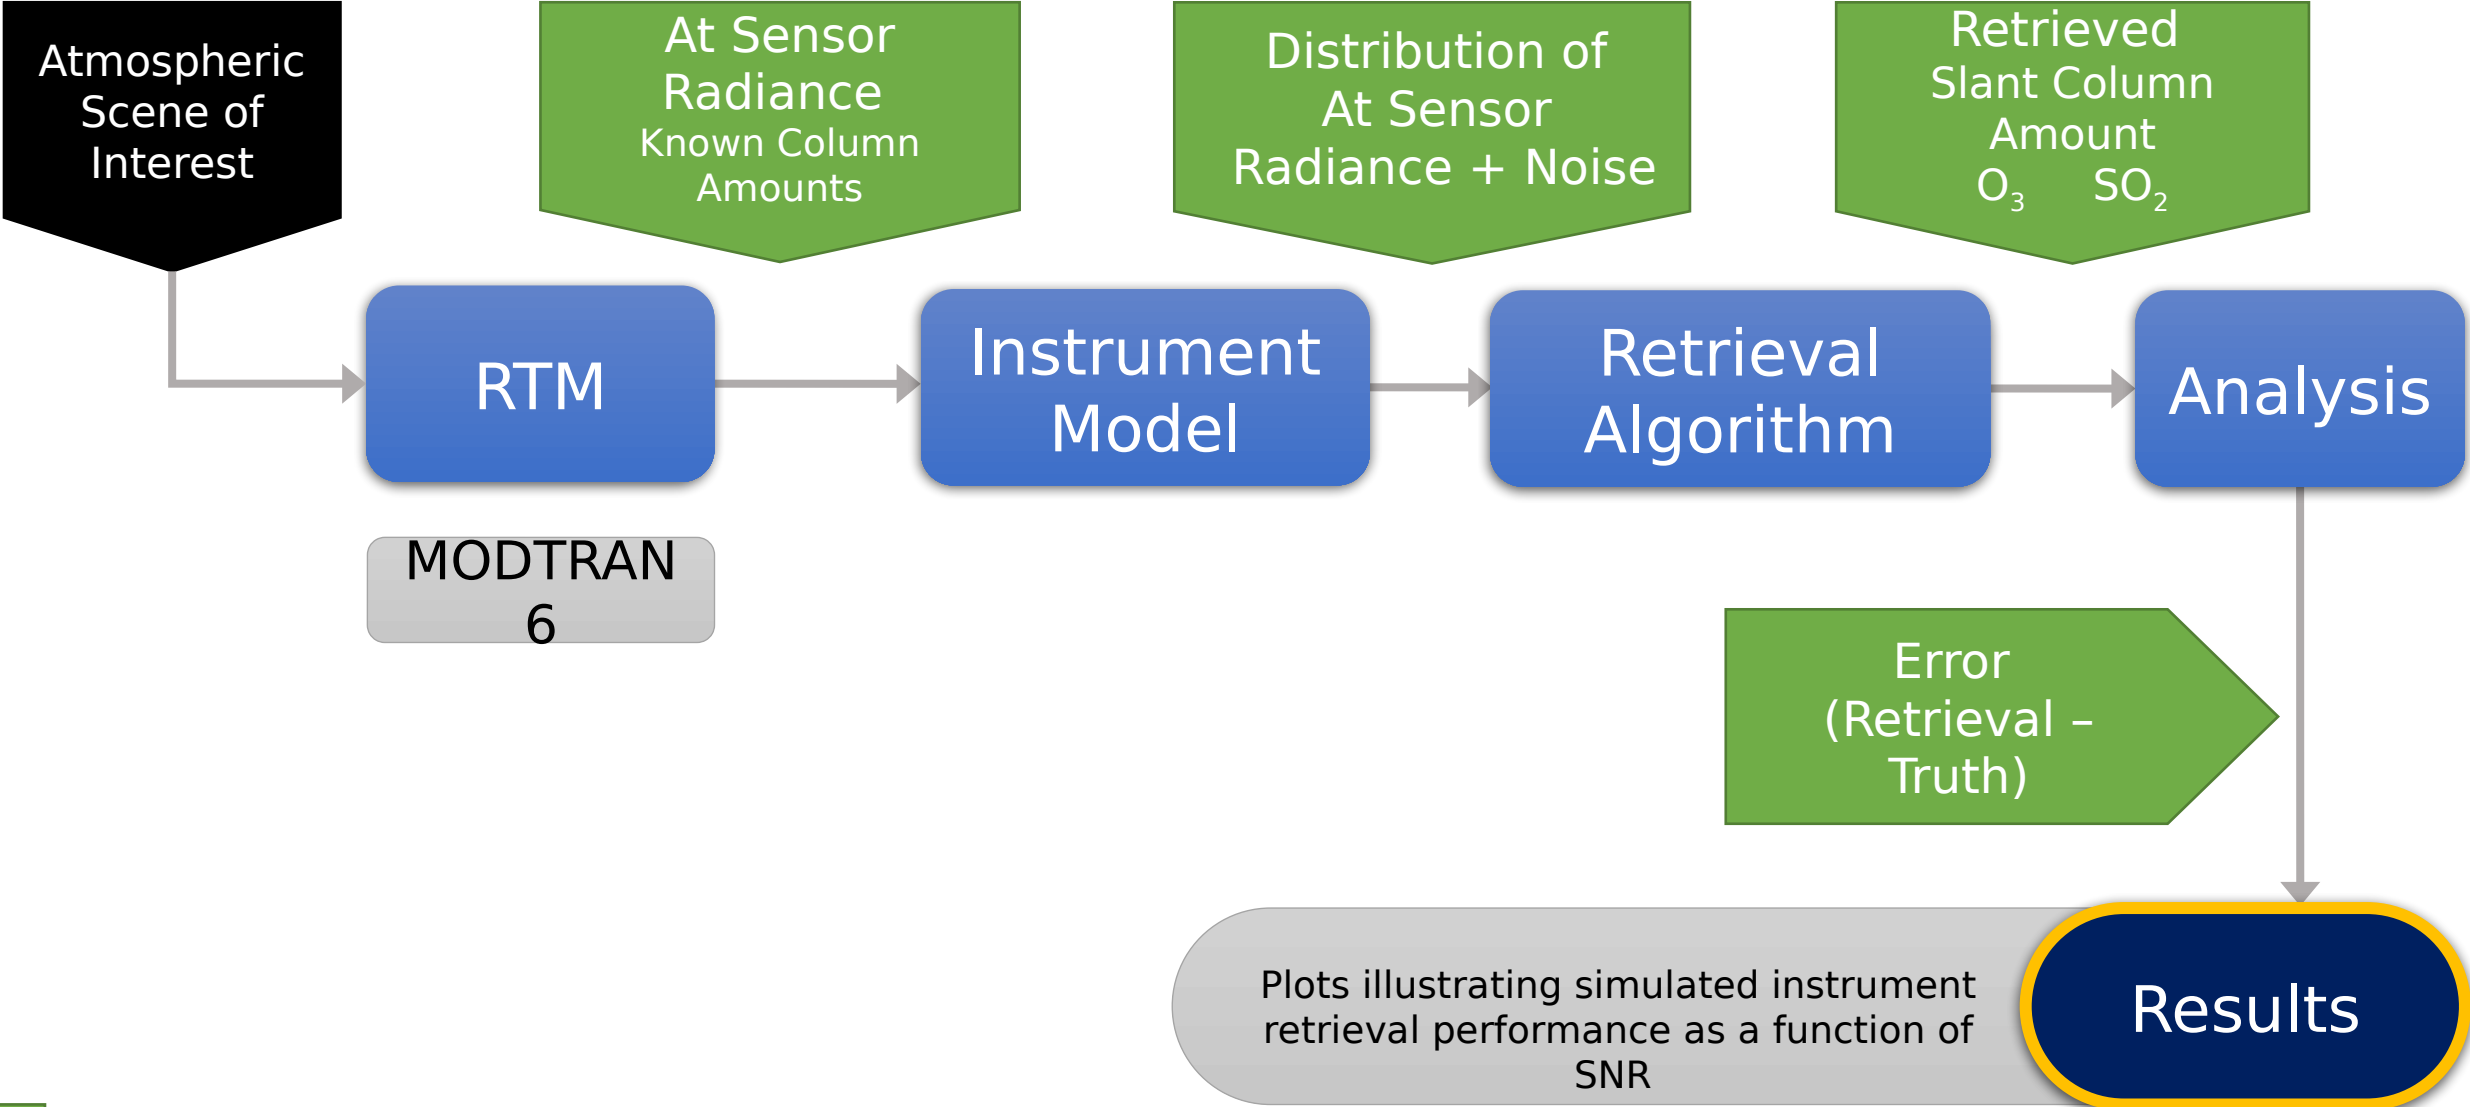 Atmospheric
Scene of
Interest
At Sensor
Radiance
Known Column
Amounts
Distribution of
At Sensor
Radiance + Noise
Retrieved
Slant Column
Amount
O₃ SO₂
RTM
Instrument
Model
Retrieval
Algorithm
Analysis
MODTRAN
6
Error
(Retrieval –
Truth)
Plots illustrating simulated instrument
retrieval performance as a function of
SNR
Results